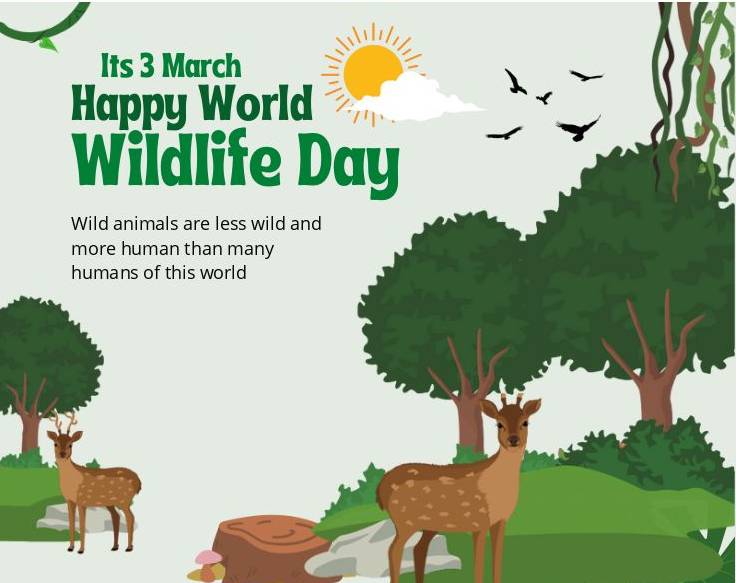 Its 3 March
Happy World
Wildlife Day
Wild animals are less wild and
more human than many
humans of this world